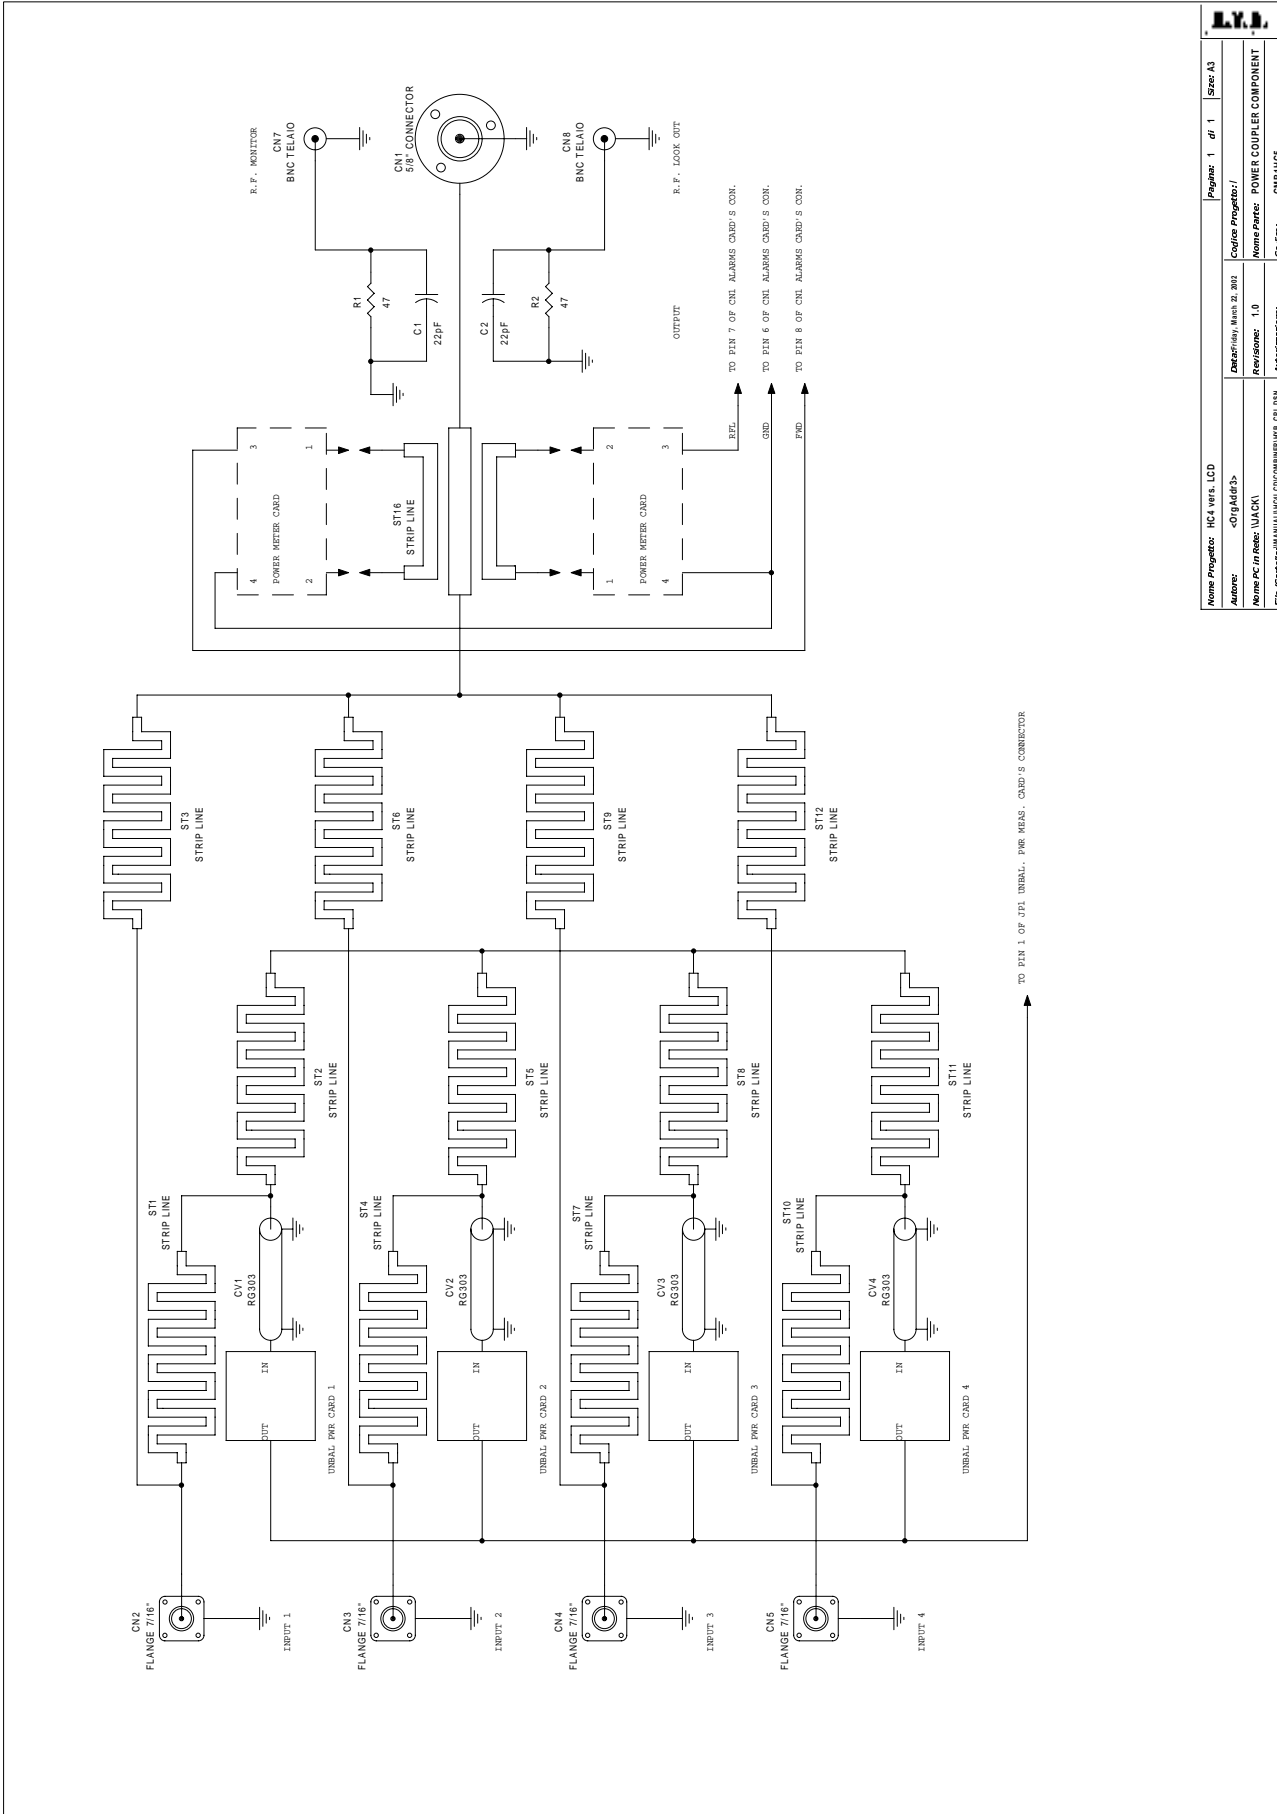 R.F. MONITOR
CN7
BNC TELAIO
CN1
5/8" CONNECTOR
CN8
BNC TELAIO
R.F. LOOK OUT
R1
47
C1
22pF
C2
22pF
R2
47
OUTPUT
TO PIN 7 OF CN1 ALARMS CARD'S CON.
TO PIN 6 OF CN1 ALARMS CARD'S CON.
TO PIN 8 OF CN1 ALARMS CARD'S CON.
RFL
GND
FWD
3
1
POWER METER CARD
4
2
ST16
STRIP LINE
2
3
POWER METER CARD
1
4
ST3
STRIP LINE
ST6
STRIP LINE
ST9
STRIP LINE
ST12
STRIP LINE
ST2
STRIP LINE
ST5
STRIP LINE
ST8
STRIP LINE
ST11
STRIP LINE
TO PIN 1 OF JP1 UNBAL. PWR MEAS. CARD'S CONNECTOR
ST1
STRIP LINE
ST4
STRIP LINE
ST7
STRIP LINE
ST10
STRIP LINE
CV1
RG303
CV2
RG303
CV3
RG303
CV4
RG303
IN
OUT
UNBAL PWR CARD 1
IN
OUT
UNBAL PWR CARD 2
IN
OUT
UNBAL PWR CARD 3
IN
OUT
UNBAL PWR CARD 4
CN2
FLANGE 7/16"
INPUT 1
CN3
FLANGE 7/16"
INPUT 2
CN4
FLANGE 7/16"
INPUT 3
CN5
FLANGE 7/16"
INPUT 4
Nome Progetto: HC4 vers. LCD
Pagina: 1 di 1
Size: A3
Autore: <OrgAddr3>
Data: Friday, March 22, 2002
Codice Progetto: /
Nome PC in Rete: \\JACK\
Revisione: 1.0
Nome Parte: POWER COUPLER COMPONENT